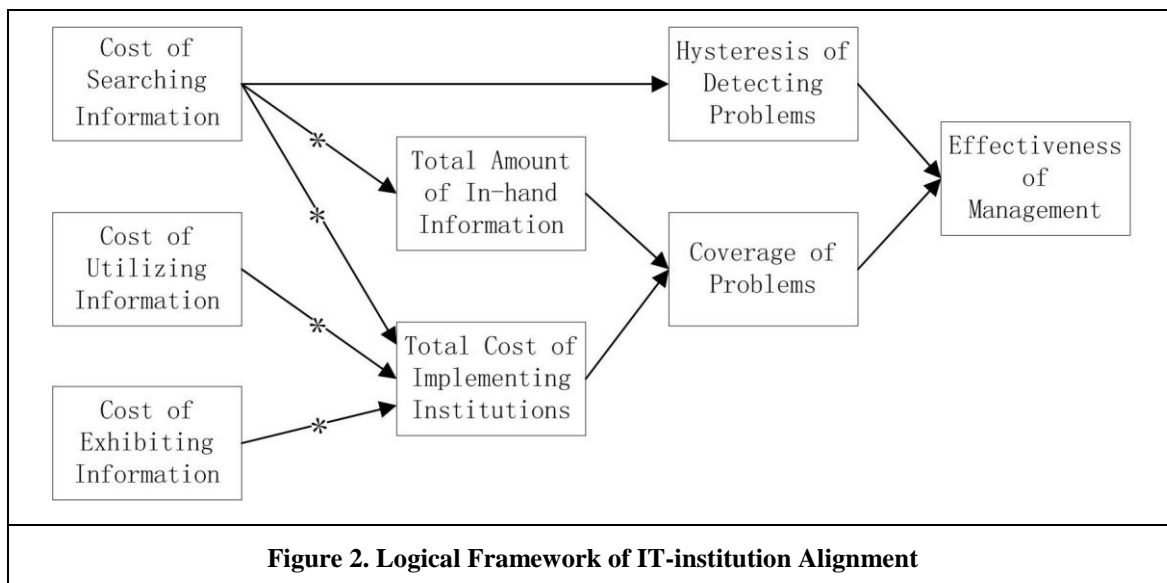 Cost of
Searching
Information
Hysteresis of
Detecting
Problems
Total Amount
of In-hand
Information
Effectiveness
of
Management
Cost of
Utilizing
Information
Coverage of
Problems
Total Cost of
Implementing
Institutions
Cost of
Exhibiting
Information
*
*
*
*
Figure 2. Logical Framework of IT-institution Alignment